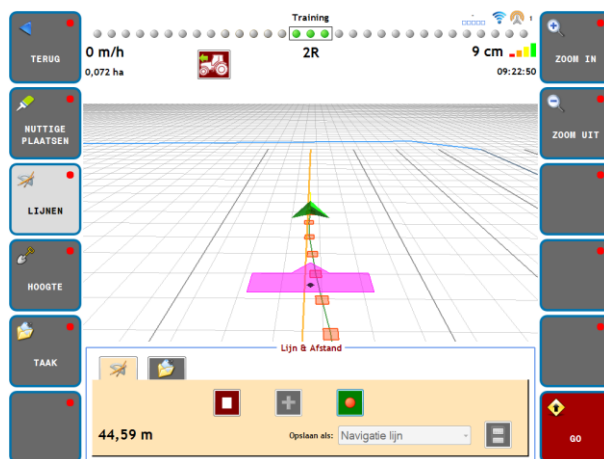 Training
1
TERUG
0 m/h
2R
9 cm
ZOOM IN
0,072 ha
09:22:50
NUTTIGE
PLAATSEN
ZOOM UIT
LIJNEN
HOOGTE
TAAK
Lijn & Afstand
44,59 m
Opslaan als:
Navigatie lijn
GO